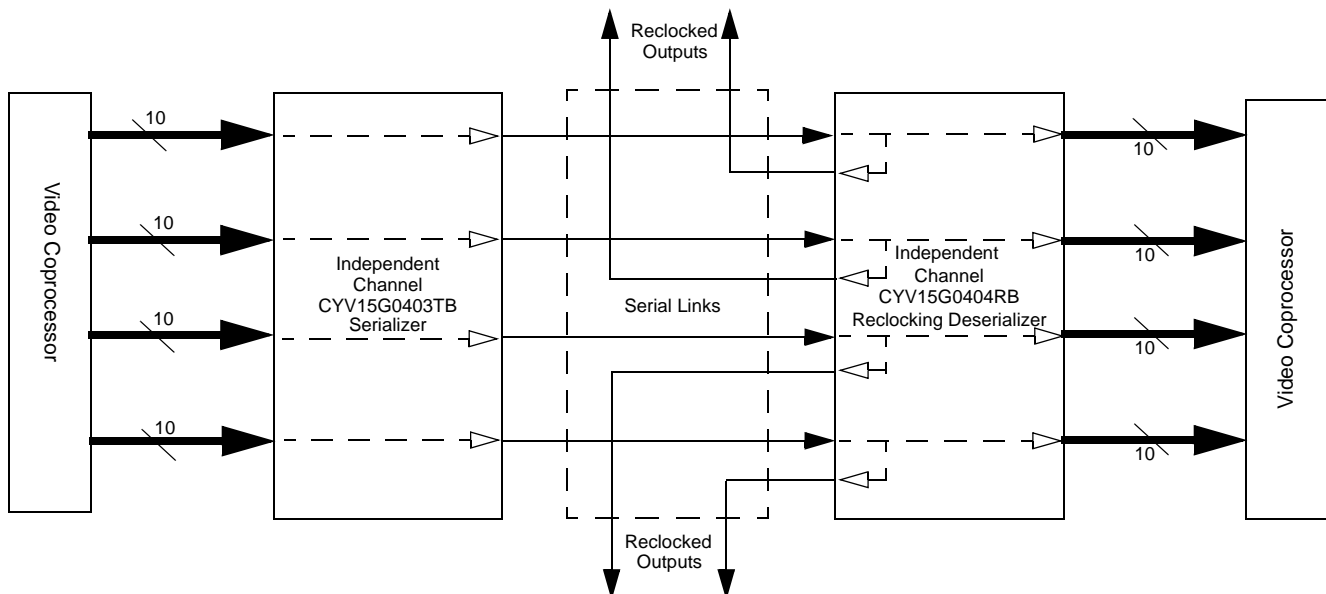 Reclocked
Outputs
10
10
10
10
Video Coprocessor
Independent
Channel
CYV15G0403TB
Serializer
Serial Links
Independent
Channel
CYV15G0404RB
Reclocking Deserializer
10
10
10
10
Video Coprocessor
Reclocked
Outputs